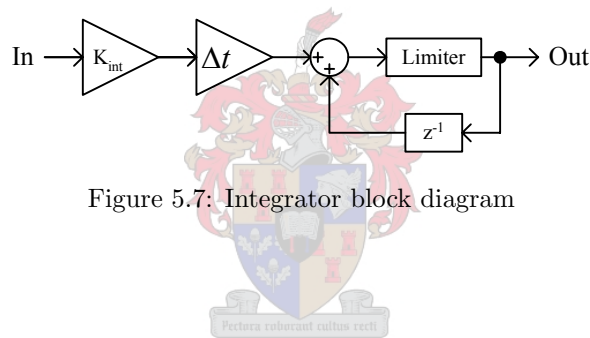 In K_int Δt + + Limiter Out
z⁻¹
Figure 5.7: Integrator block diagram
Pectora roborant cultus recti